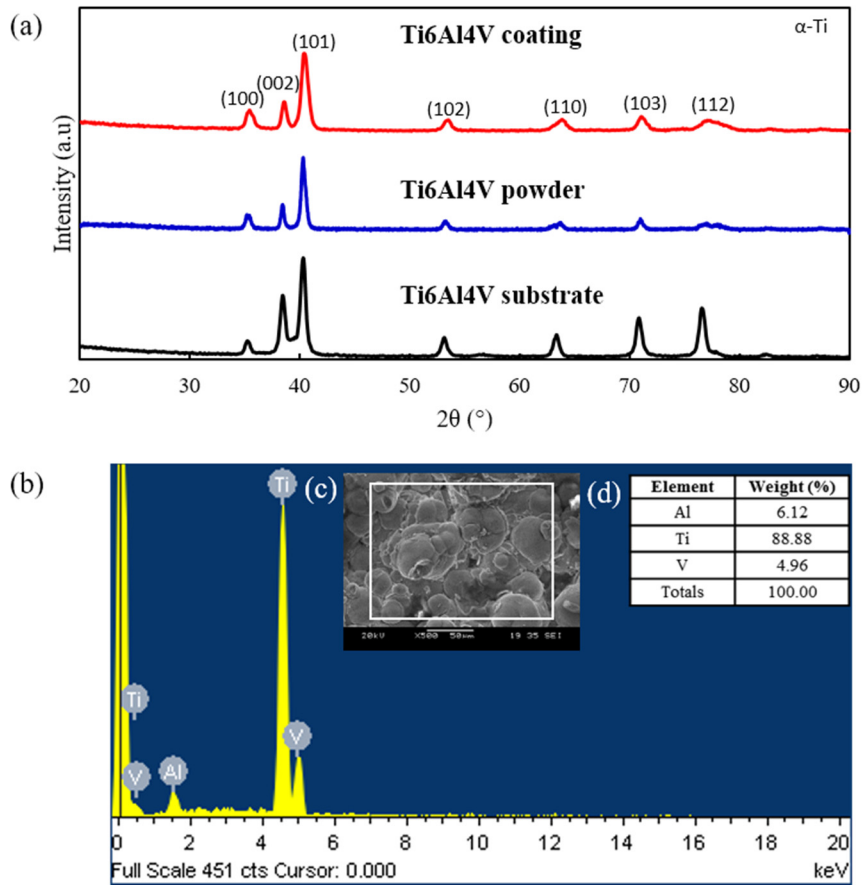 (a)
α-Ti
Ti6Al4V coating
(100)
(002)
(101)
(102)
(110)
(103)
(112)
Ti6Al4V powder
Ti6Al4V substrate
Intensity (a.u)
20 30 40 50 60 70 80 90
2θ (°)
(b)
Ti
V
Al
Ti
V
(c)
20kV X500 50μm 19 35 SEI
(d)
Element Weight (%)
Al 6.12
Ti 88.88
V 4.96
Totals 100.00
0 2 4 6 8 10 12 14 16 18 20
Full Scale 451 cts Cursor: 0.000 keV